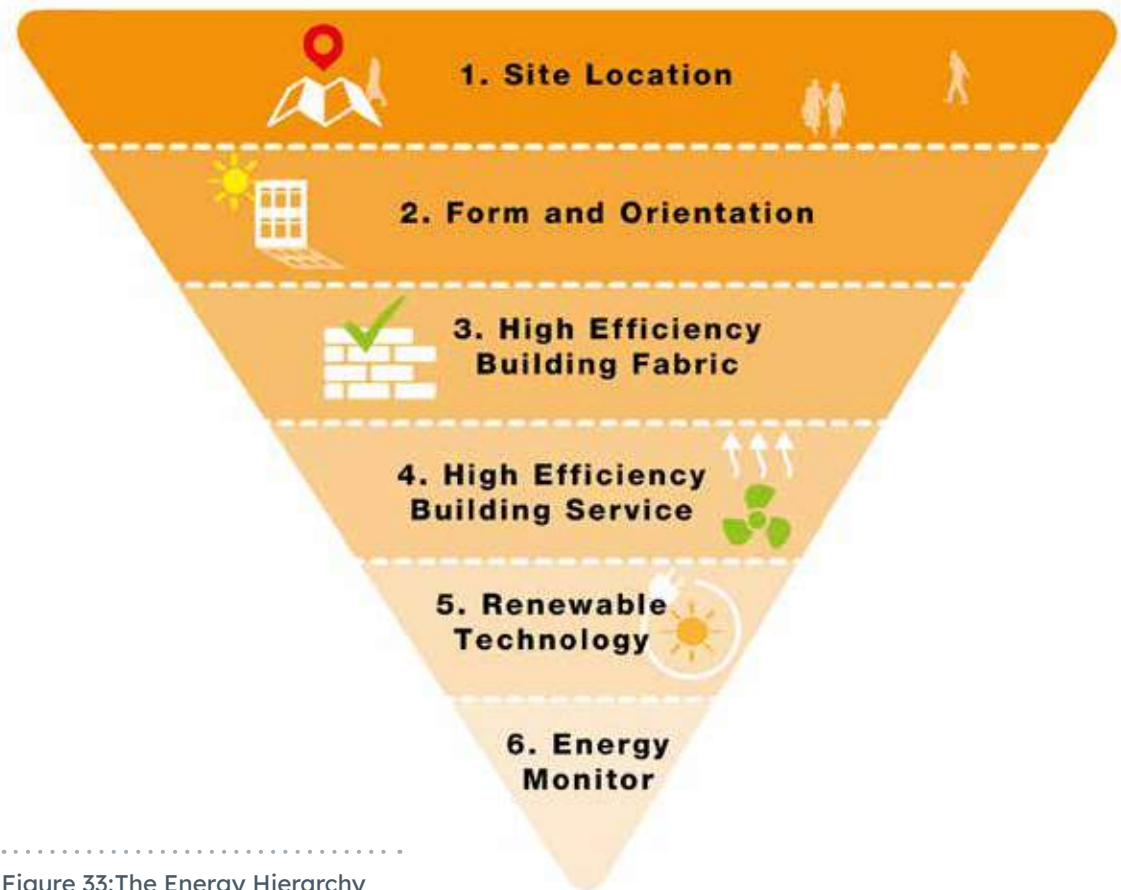 1. Site Location
2. Form and Orientation
3. High Efficiency
Building Fabric
4. High Efficiency
Building Service
5. Renewable
Technology
6. Energy
Monitor
Figure 33:The Energy Hierarchy